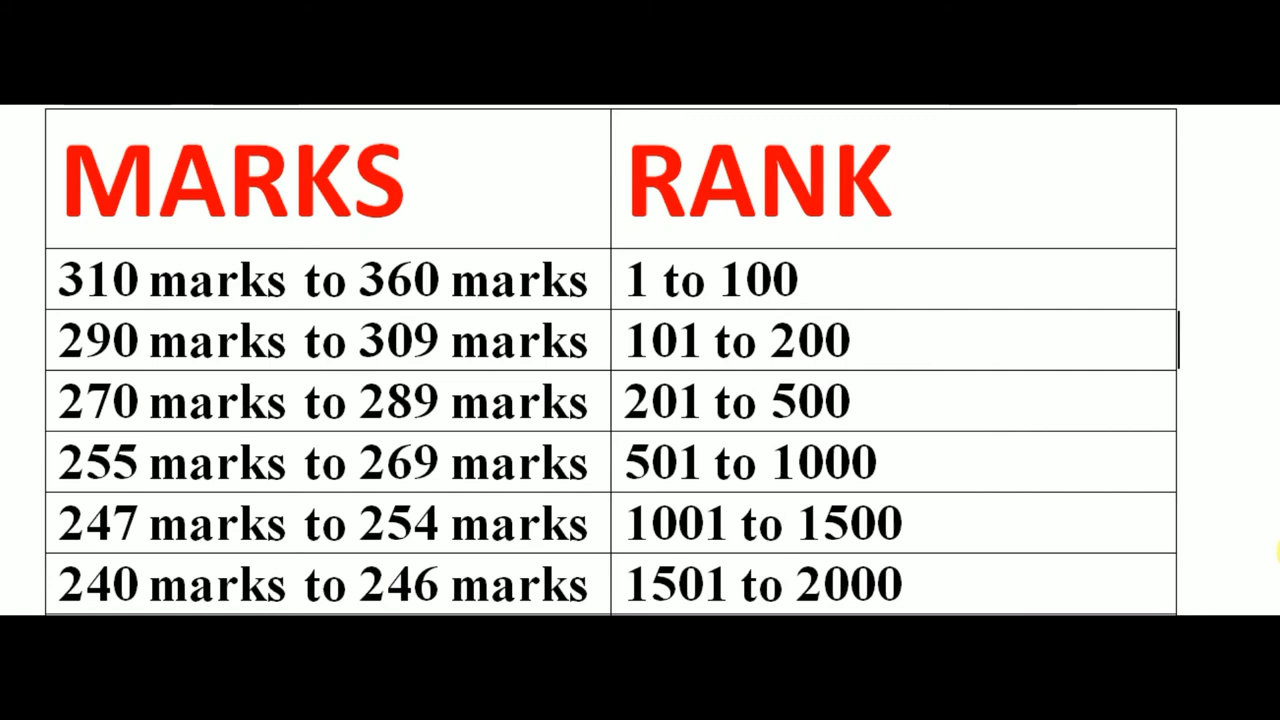 MARKS RANK
310 marks to 360 marks 1 to 100
290 marks to 309 marks 101 to 200
270 marks to 289 marks 201 to 500
255 marks to 269 marks 501 to 1000
247 marks to 254 marks 1001 to 1500
240 marks to 246 marks 1501 to 2000